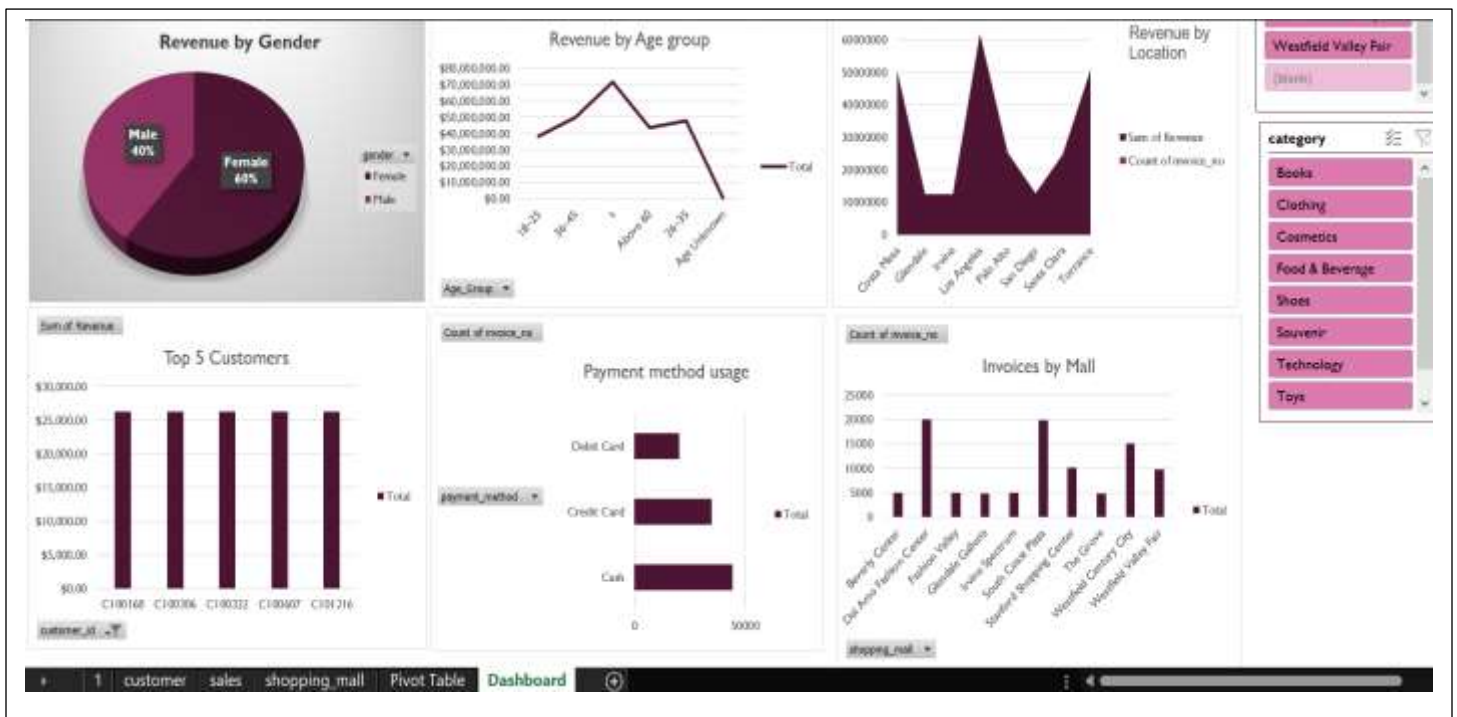 Revenue by Gender
Male
40%
Female
60%
gender
Female
Male
Revenue by Age group
$80,000,000.00
$70,000,000.00
$60,000,000.00
$50,000,000.00
$40,000,000.00
$30,000,000.00
$20,000,000.00
$10,000,000.00
$0.00
18-25
36-45
Above 60
26-35
Age Unknown
Total
Age_Group
Revenue by
Location
60000000
50000000
40000000
30000000
20000000
10000000
0
Costa Mesa
Glendale
Irvine
Los Angeles
Palo Alto
San Diego
Santa Clara
Torrance
Sum of Revenue
Count of invoice_no
Westfield Valley Fair
(blank)
category
Books
Clothing
Cosmetics
Food & Beverage
Shoes
Souvenir
Technology
Toys
Sum of Revenue
Top 5 Customers
$30,000.00
$25,000.00
$20,000.00
$15,000.00
$10,000.00
$5,000.00
$0.00
C100168
C100306
C100322
C100607
C101216
Total
customer_id
Count of invoice_no
Payment method usage
Debit Card
Credit Card
Cash
0
50000
payment_method
Total
Count of invoice_no
Invoices by Mall
25000
20000
15000
10000
5000
0
Beverly Center
Del Amo Fashion Center
Fashion Valley
Glendale Galleria
Irvine Spectrum
South Coast Plaza
Stanford Shopping Center
The Grove
Westfield Century City
Westfield Valley Fair
Total
shopping_mall
1 customer sales shopping_mall Pivot Table Dashboard